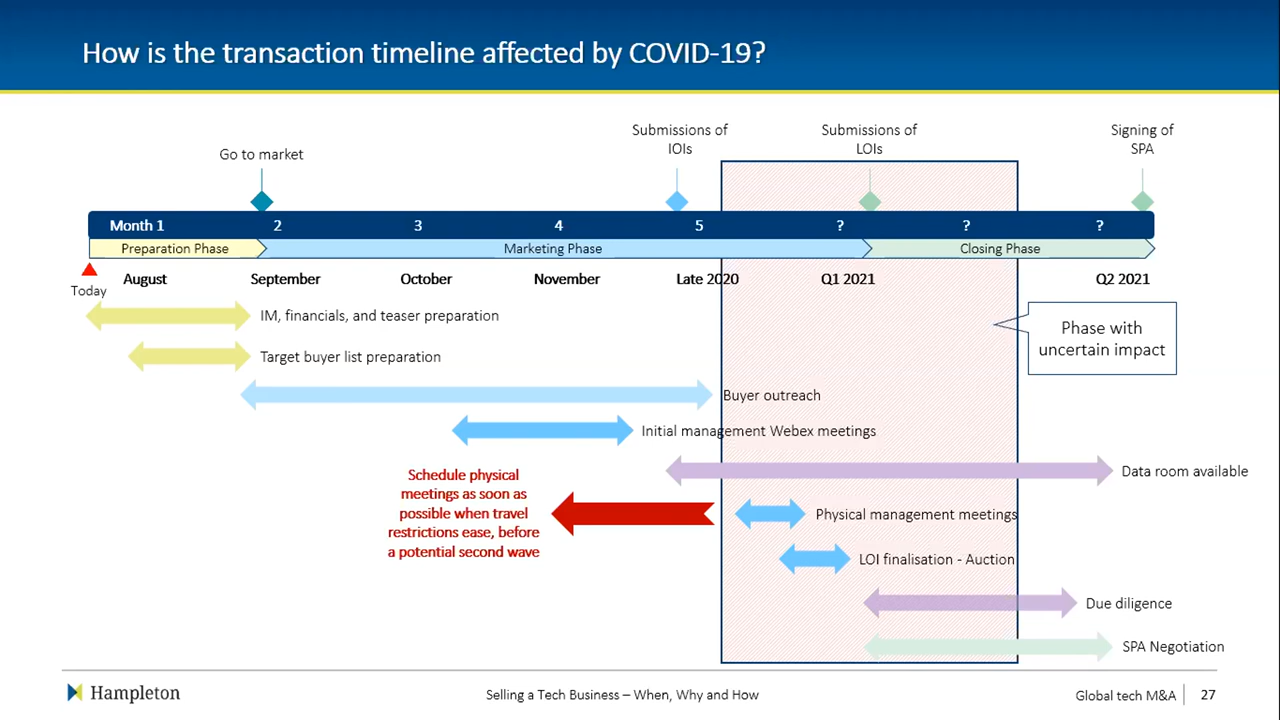 How is the transaction timeline affected by COVID-19?
Submissions of
IOIs
Submissions of
LOIs
Signing of
SPA
Go to market
Month 1 2 3 4 5 ? ? ?
Preparation Phase Marketing Phase Closing Phase
Today
August September October November Late 2020 Q1 2021 Q2 2021
IM, financials, and teaser preparation
Phase with
uncertain impact
Target buyer list preparation
Buyer outreach
Initial management Webex meetings
Data room available
Schedule physical
meetings as soon as
possible when travel
restrictions ease, before
a potential second wave
Physical management meetings
LOI finalisation - Auction
Due diligence
SPA Negotiation
Hampleton
Selling a Tech Business – When, Why and How
Global tech M&A 27